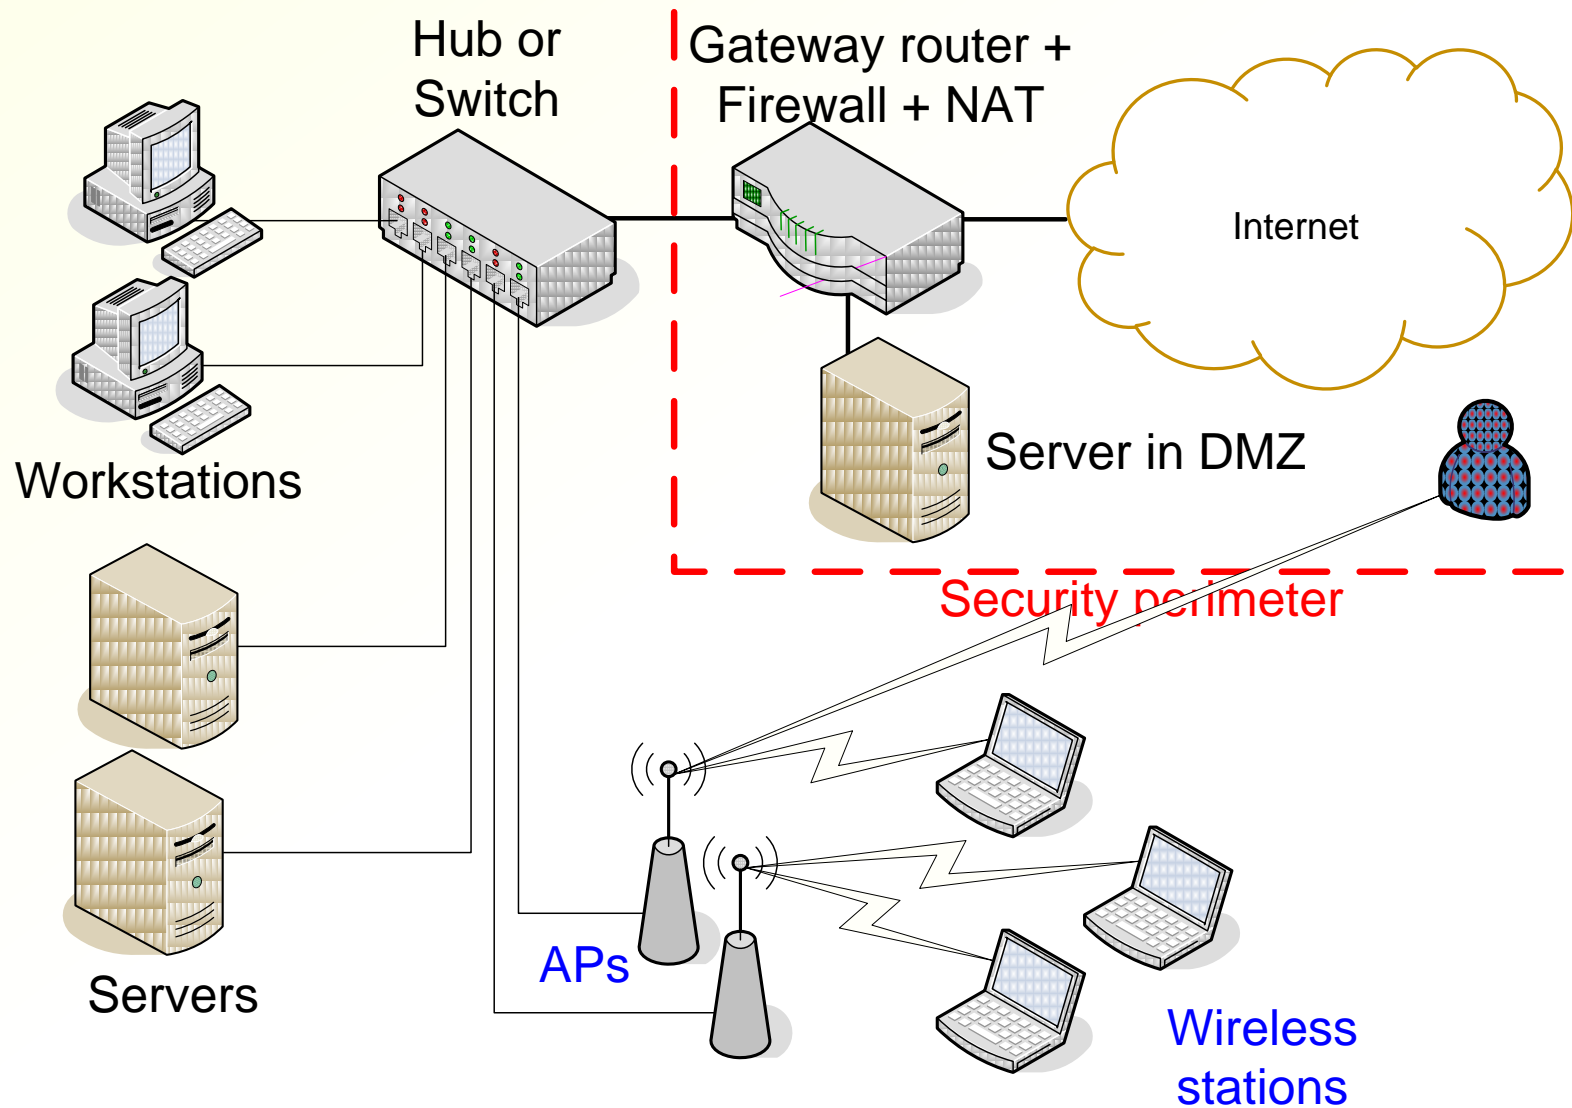 Hub or
Switch
Gateway router +
Firewall + NAT
Internet
Workstations
Server in DMZ
Security perimeter
APs
Servers
Wireless
stations